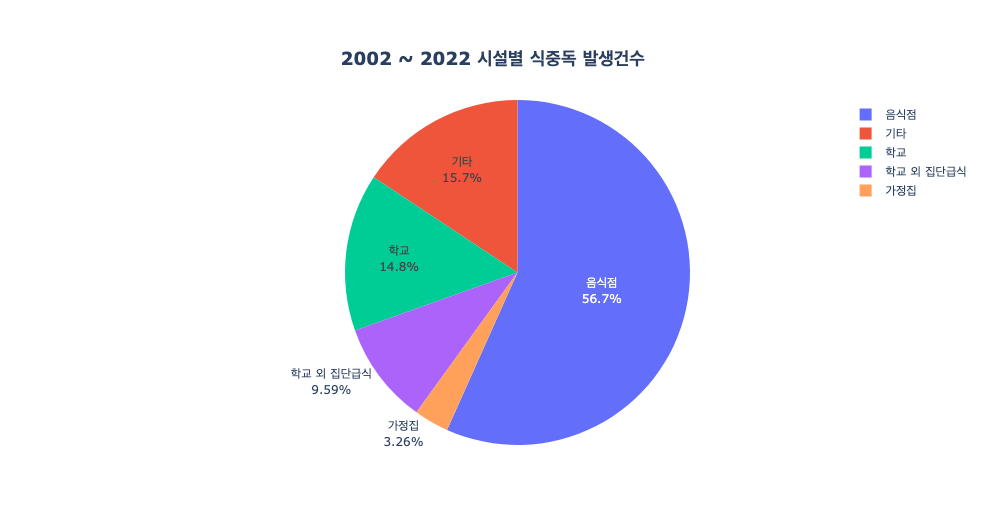 2002 ~ 2022 시설별 식중독 발생건수
음식점
기타
학교
학교 외 집단급식
가정집
기타
15.7%
학교
14.8%
음식점
56.7%
학교 외 집단급식
9.59%
가정집
3.26%